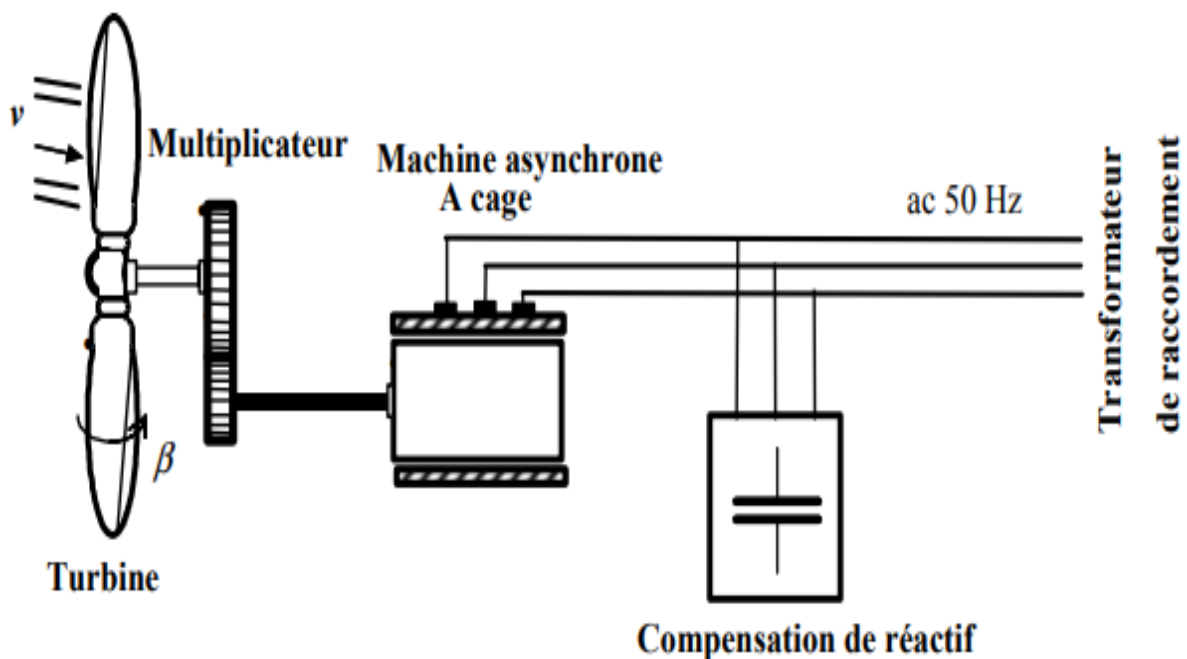 v
Multiplicateur
Machine asynchrone
A cage
ac 50 Hz
Transformateur
de raccordement
β
Turbine
Compensation de réactif